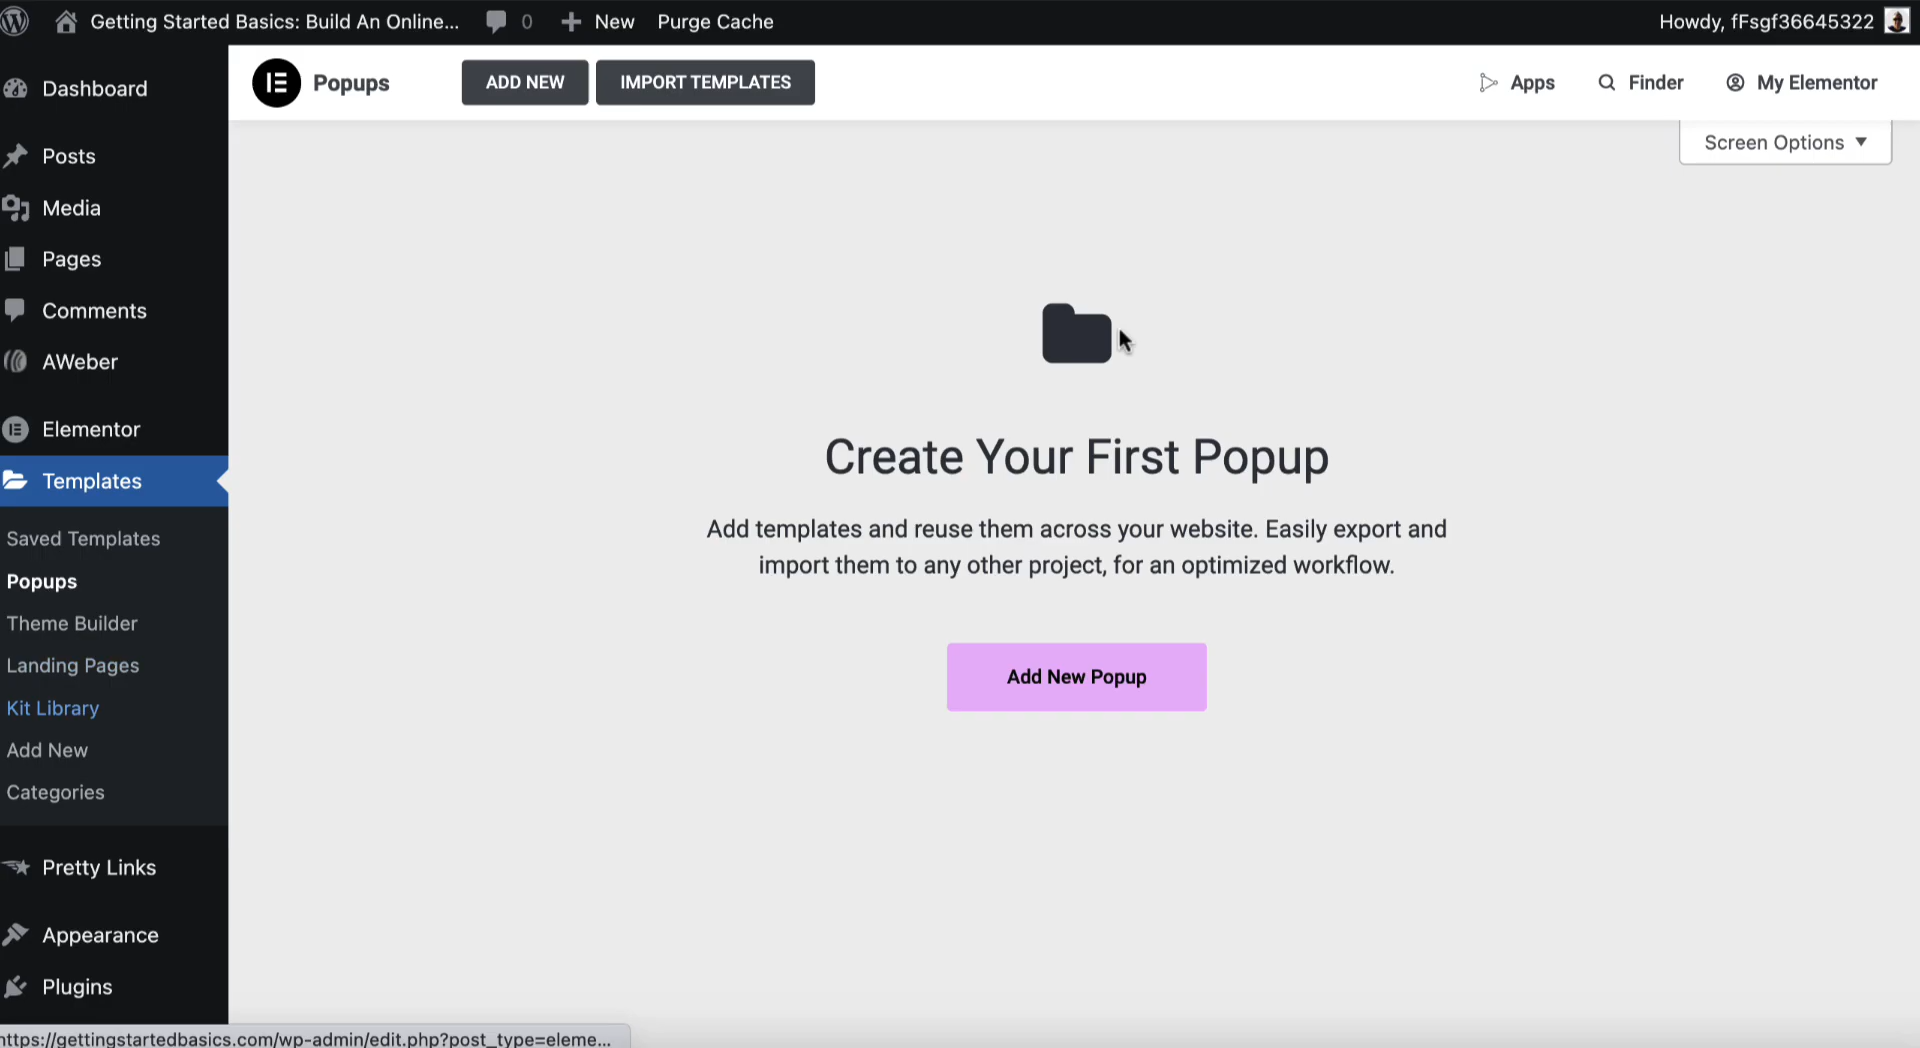 Getting Started Basics: Build An Online... 0 New Purge Cache Howdy, fFsgf36645322
Popups ADD NEW IMPORT TEMPLATES Apps Finder My Elementor
Screen Options
Dashboard
Posts
Media
Pages
Comments
AWeber
Elementor
Templates
Saved Templates
Popups
Theme Builder
Landing Pages
Kit Library
Add New
Categories
Pretty Links
Appearance
Plugins
Create Your First Popup
Add templates and reuse them across your website. Easily export and
import them to any other project, for an optimized workflow.
Add New Popup
https://gettingstartedbasics.com/wp-admin/edit.php?post_type=eleme...